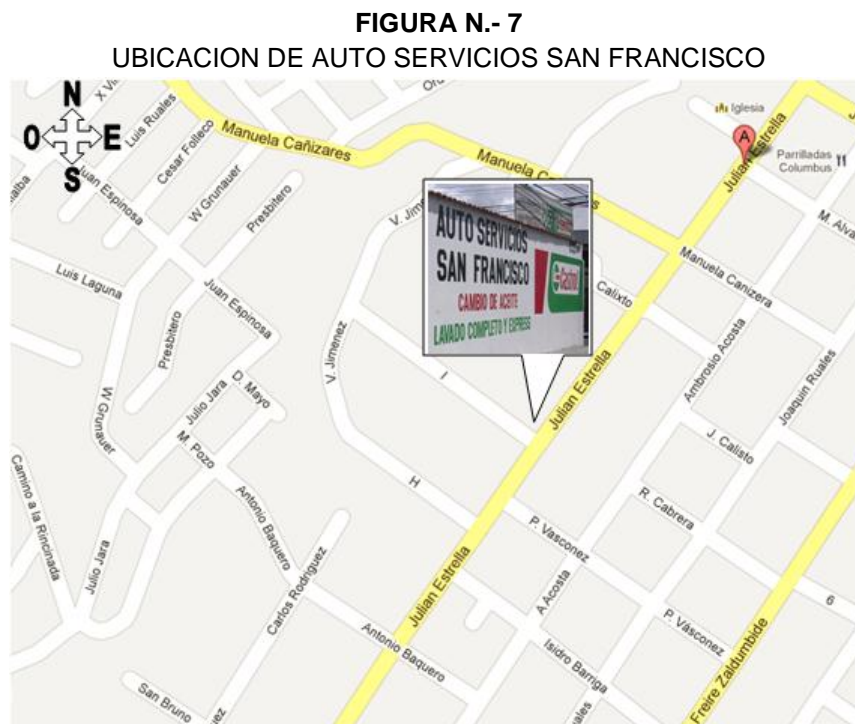 FIGURA N.- 7
UBICACION DE AUTO SERVICIOS SAN FRANCISCO
N
O
E
S
X
Luis Ruales
Cesar Folleco
W Grunauer
Juan Espinosa
Presbitero
Manuela Cañizares
Manuela
V. Jimenez
Iglesia
A
Julian Estrella
Parrilladas
Columbus
M. Alva
Manuela Canizera
Calixto
AUTO SERVICIOS
SAN FRANCISCO
CAMBIO DE ACEITE
LAVADO COMPLETO Y EXPRESS
Castrol
Luis Laguna
Juan Espinosa
Presbitero
V. Jimenez
I
Julian Estrella
Ambrosio Acosta
Joaquin Ruales
W Grunauer
Julio Jara
D. Mayo
M. Pozo
J. Calisto
H
R. Cabrera
Camino a la Rincinada
Antonio Baquero
P. Vasconez
Julio Jara
Carlos Rodriguez
Julian Estrella
A Acosta
6
P. Vásconez
Antonio Baquero
Isidro Barriga
Freire Zaldumbide
San Bruno